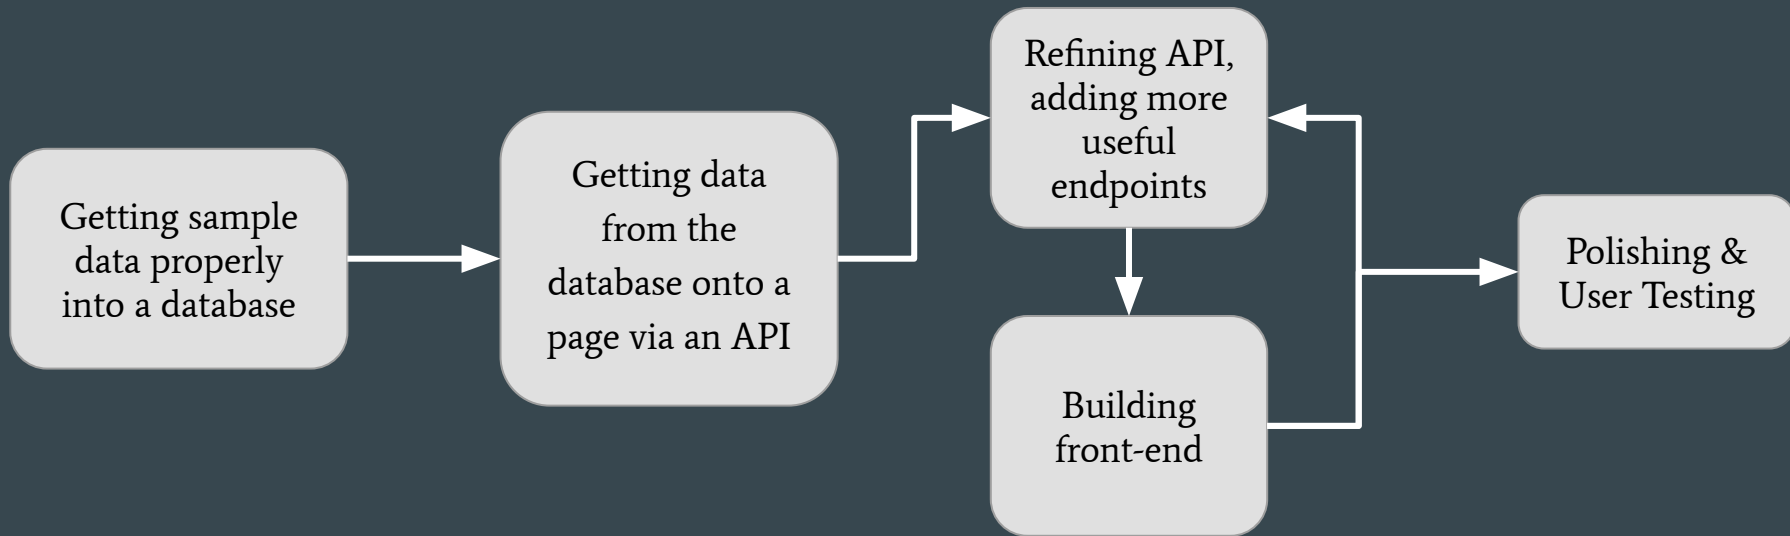 Getting sample
data properly
into a database
Getting data
from the
database onto a
page via an API
Refining API,
adding more
useful
endpoints
Building
front-end
Polishing &
User Testing